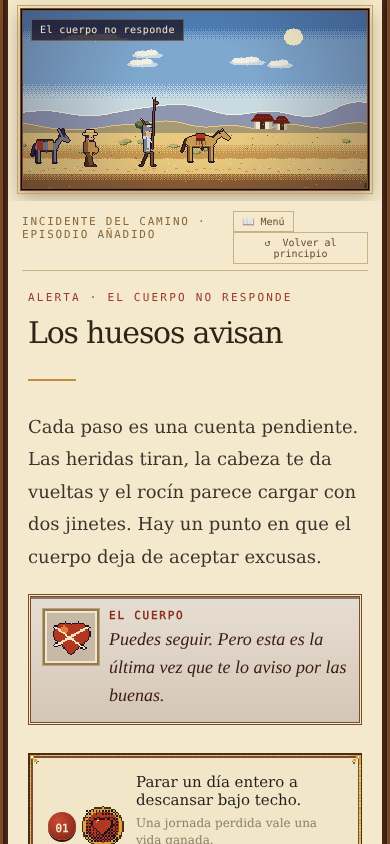 El cuerpo no responde
INCIDENTE DEL CAMINO ·
EPISODIO AÑADIDO
📖 Menú
↺ Volver al
principio
ALERTA · EL CUERPO NO RESPONDE
Los huesos avisan
Cada paso es una cuenta pendiente.
Las heridas tiran, la cabeza te da
vueltas y el rocín parece cargar con
dos jinetes. Hay un punto en que el
cuerpo deja de aceptar excusas.
EL CUERPO
Puedes seguir. Pero esta es la
última vez que te lo aviso por las
buenas.
01
Parar un día entero a
descansar bajo techo.
Una jornada perdida vale una
vida ganada.